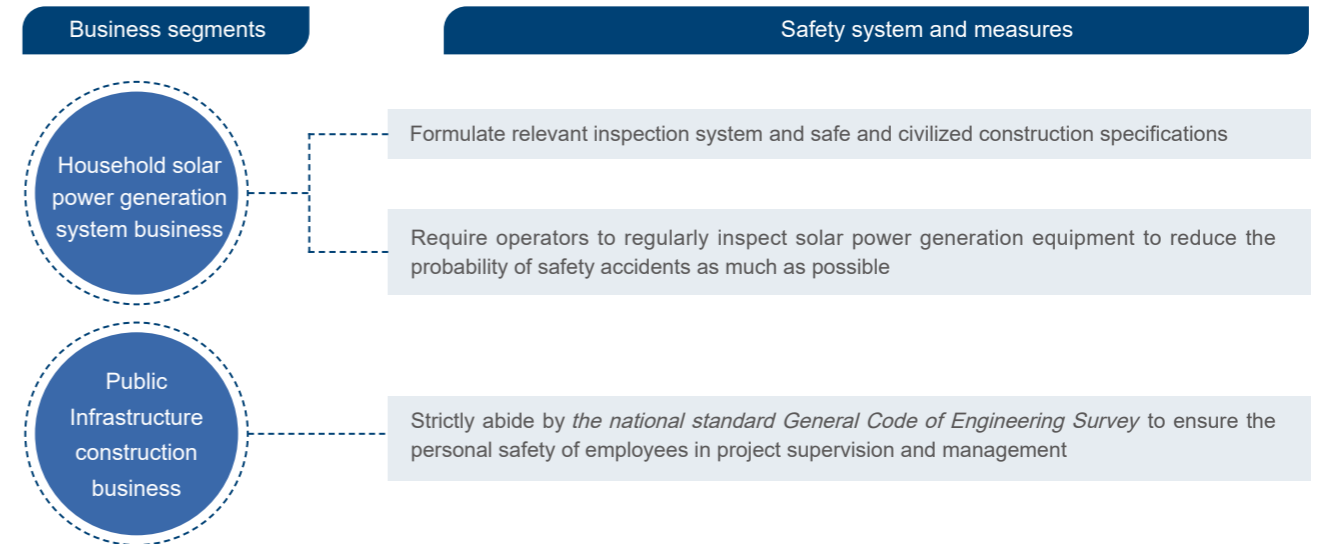 Business segments
Safety system and measures
Household solar
power generation
system business
Formulate relevant inspection system and safe and civilized construction specifications
Require operators to regularly inspect solar power generation equipment to reduce the
probability of safety accidents as much as possible
Public
Infrastructure
construction
business
Strictly abide by the national standard General Code of Engineering Survey to ensure the
personal safety of employees in project supervision and management